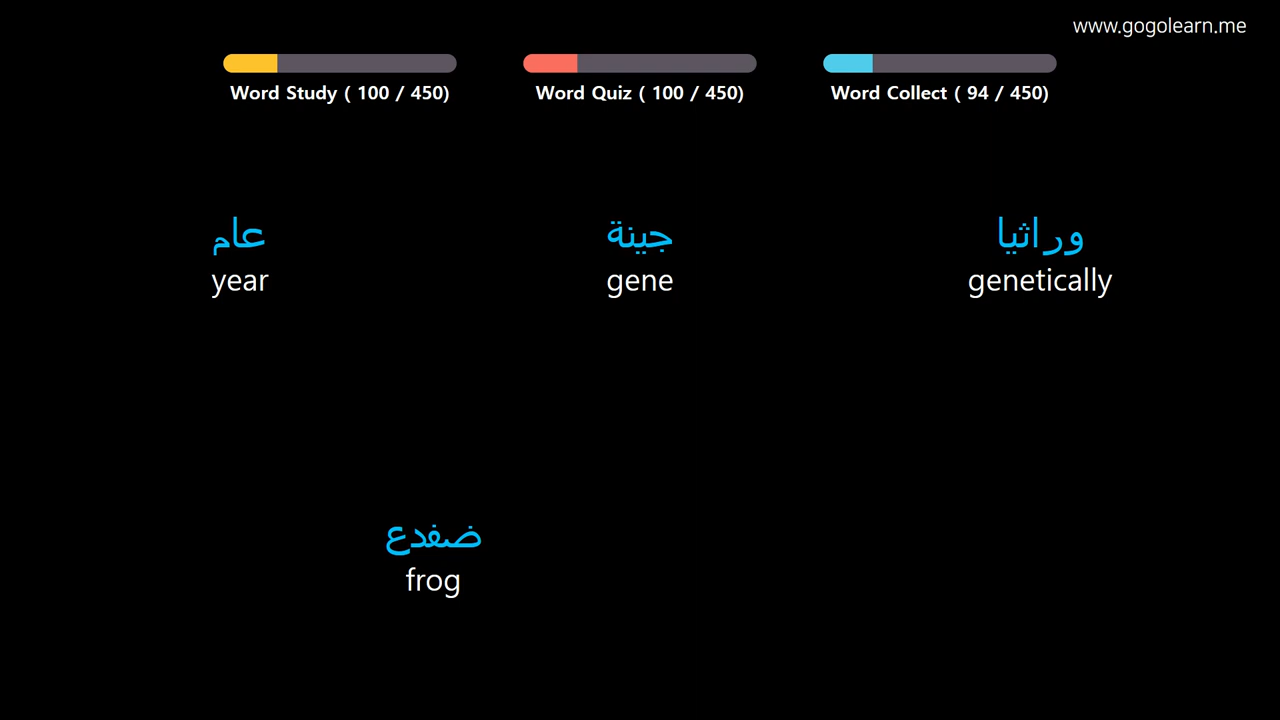 www.gogolearn.me
Word Study ( 100 / 450)
Word Quiz ( 100 / 450)
Word Collect ( 94 / 450)
عام
year
جينة
gene
وراثيا
genetically
ضفدع
frog